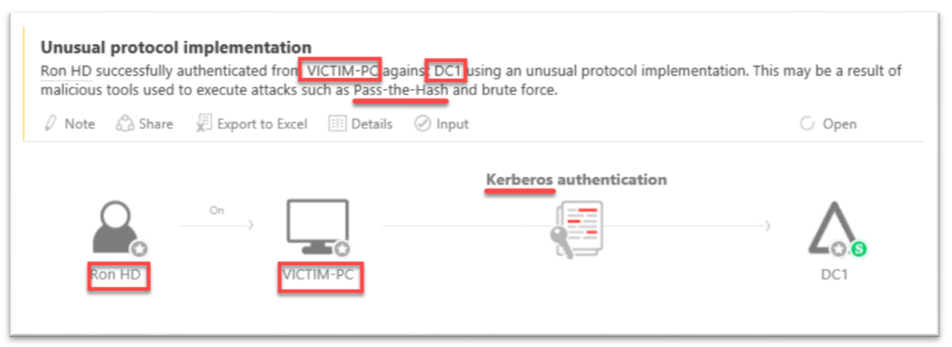 Unusual protocol implementation
Ron HD successfully authenticated from VICTIM-PC against DC1 using an unusual protocol implementation. This may be a result of
malicious tools used to execute attacks such as Pass-the-Hash and brute force.
Note Share Export to Excel Details Input Open
Kerberos authentication
On
S
Ron HD VICTIM-PC DC1